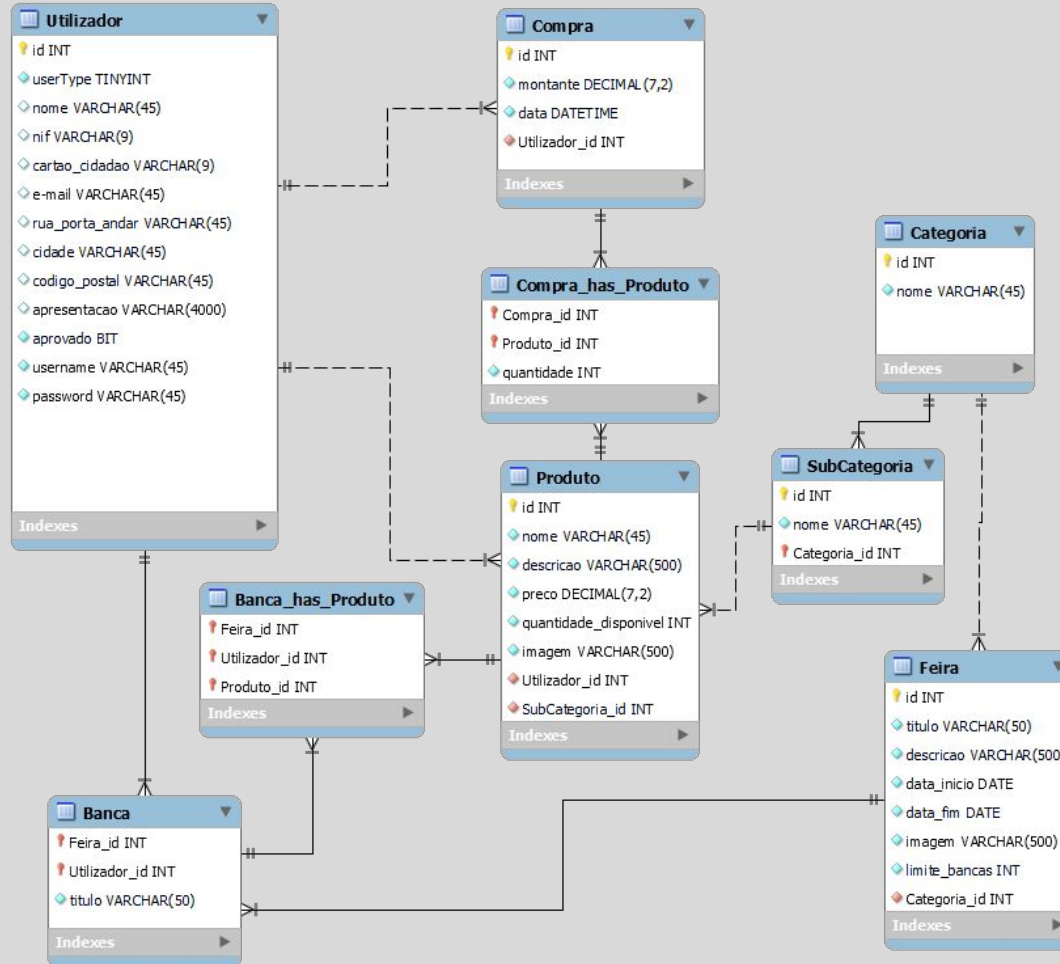 Utilizador
id INT
userType TINYINT
nome VARCHAR(45)
nif VARCHAR(9)
cartao_cidadao VARCHAR(9)
e-mail VARCHAR(45)
rua_porta_andar VARCHAR(45)
cidade VARCHAR(45)
codigo_postal VARCHAR(45)
apresentacao VARCHAR(4000)
aprovado BIT
username VARCHAR(45)
password VARCHAR(45)
Indexes
Compra
id INT
montante DECIMAL(7,2)
data DATETIME
Utilizador_id INT
Indexes
Compra_has_Produto
Compra_id INT
Produto_id INT
quantidade INT
Indexes
Categoria
id INT
nome VARCHAR(45)
Indexes
SubCategoria
id INT
nome VARCHAR(45)
Categoria_id INT
Indexes
Produto
id INT
nome VARCHAR(45)
descricao VARCHAR(500)
preco DECIMAL(7,2)
quantidade_disponivel INT
imagem VARCHAR(500)
Utilizador_id INT
SubCategoria_id INT
Indexes
Banca_has_Produto
Feira_id INT
Utilizador_id INT
Produto_id INT
Indexes
Feira
id INT
titulo VARCHAR(50)
descricao VARCHAR(500
data_inicio DATE
data_fim DATE
imagem VARCHAR(500)
limite_bancas INT
Categoria_id INT
Indexes
Banca
Feira_id INT
Utilizador_id INT
titulo VARCHAR(50)
Indexes